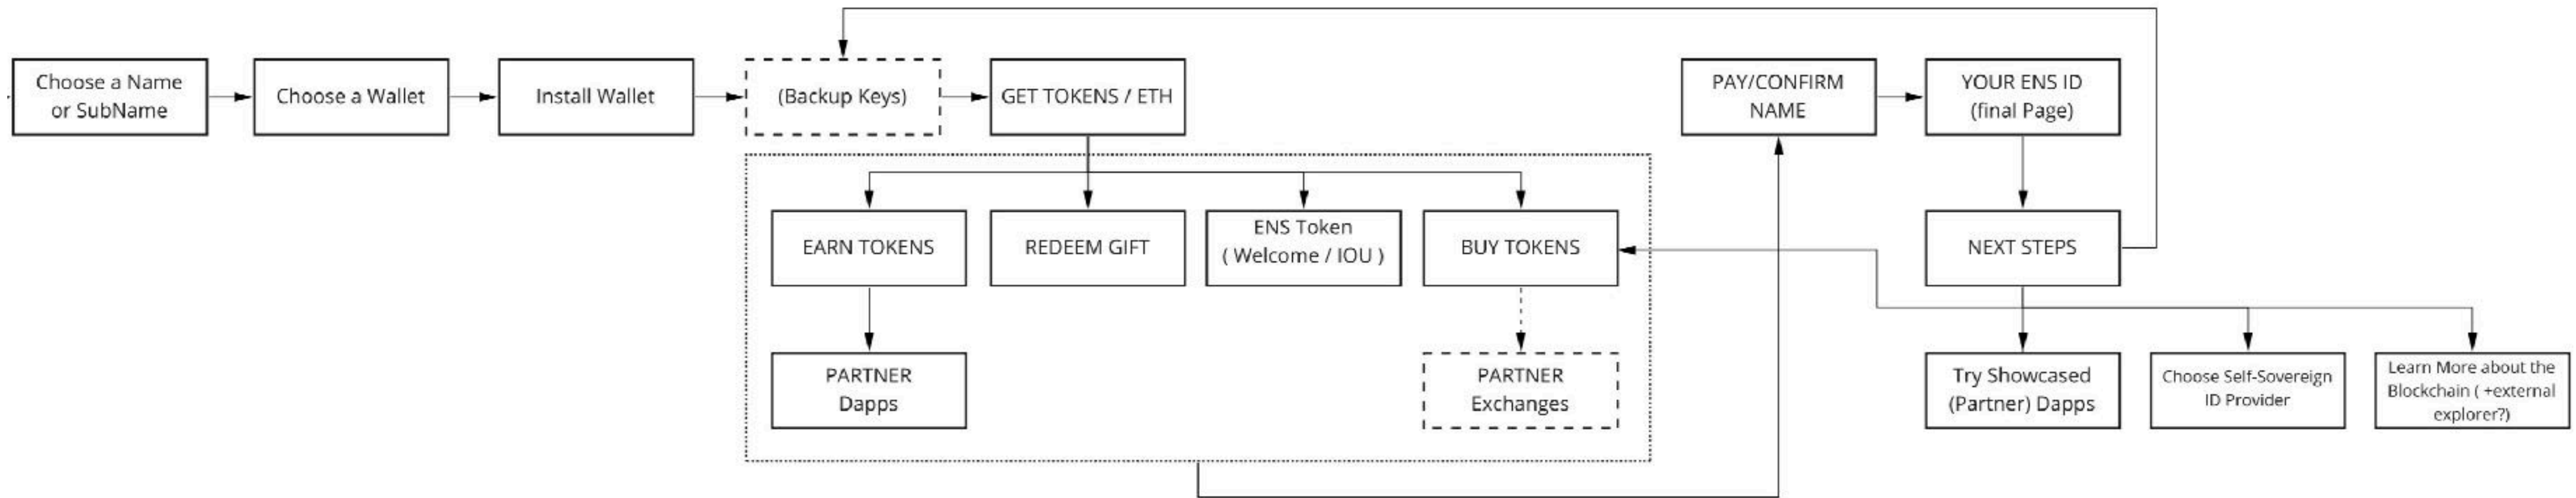 Choose a Name
or SubName
Choose a Wallet
Install Wallet
(Backup Keys)
GET TOKENS / ETH
PAY/CONFIRM
NAME
YOUR ENS ID
(final Page)
EARN TOKENS
REDEEM GIFT
ENS Token
( Welcome / IOU )
BUY TOKENS
NEXT STEPS
PARTNER
Dapps
PARTNER
Exchanges
Try Showcased
(Partner) Dapps
Choose Self-Sovereign
ID Provider
Learn More about the
Blockchain ( +external
explorer?)